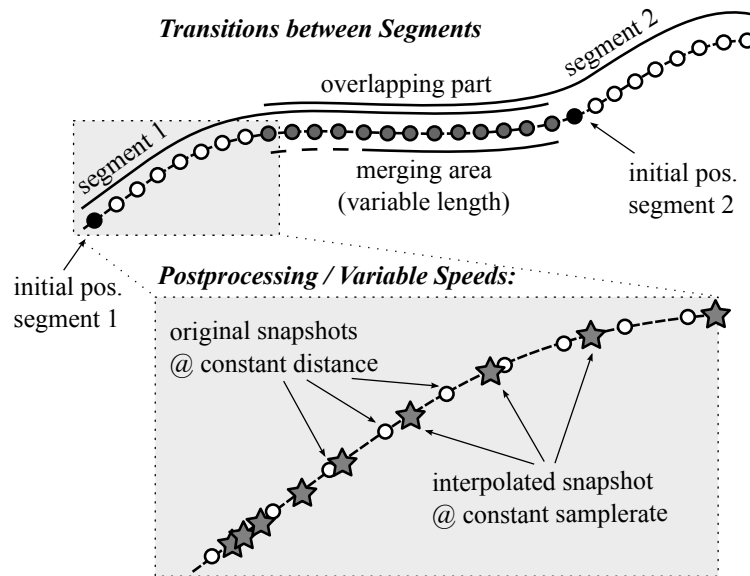 Transitions between Segments
segment 2
overlapping part
segment 1
merging area
(variable length)
initial pos.
segment 2
initial pos.
segment 1
Postprocessing / Variable Speeds:
original snapshots
@ constant distance
interpolated snapshot
@ constant samplerate